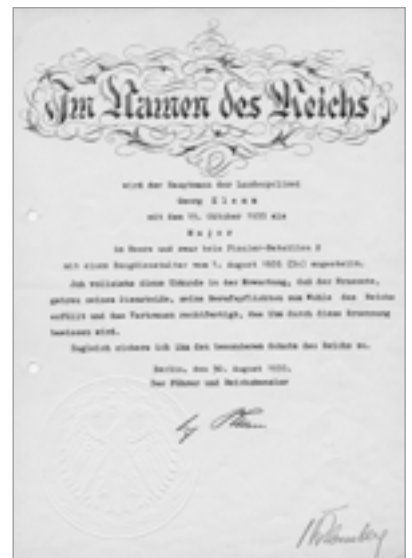 Im Namen des Reichs
wird der Hauptmann der Landespolizei
Georg Klemm
mit dem 15. Oktober 1935 als
Major
im Heere und zwar beim Pionier-Bataillon
mit einem Rangdienstalter vom 1. August 1935 angestellt.
Ich vollziehe diese Urkunde in der Erwartung, daß der Ernannte,
getreu seinem Diensteide, seine Berufspflichten zum Wohle des Reichs
erfüllt und das Vertrauen rechtfertigt, das ihm durch diese Ernennung
bewiesen wird.
Zugleich sichere ich ihm den besonderen Schutz des Reichs zu.
Berlin, den 30. August 1935.
Der Führer und Reichskanzler